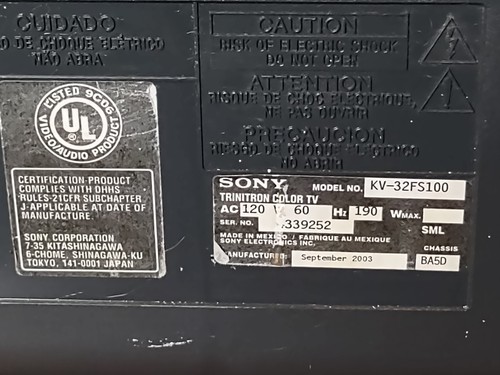 CUIDADO
O DE CHOQUE ELÉTRICO
NÃO ABRIA
CAUTION
RISK OF ELECTRIC SHOCK
DO NOT OPEN
ATTENTION
RISQUE DE CHOC ELECTRIQUE,
NE PAS OUVRIR
PRECAUCION
RIESGO DE CHOQUE ELECTRICO
NO ABRIR
LISTED 90C6
UL
VIDEO/AUDIO PRODUCT
CERTIFICATION-PRODUCT
COMPLIES WITH DHHS
RULES-21CFR SUBCHAPTER
J-APPLICABLE AT DATE OF
MANUFACTURE.
SONY CORPORATION
7-35 KITASHINAGAWA
6-CHOME, SHINAGAWA-KU
TOKYO, 141-0001 JAPAN
SONY MODEL NO. KV-32FS100
TRINITRON COLOR TV
AC 120 V 60 Hz 190 WMAX.
SER. NO. 339252 SML
MADE IN MEXICO / FABRIQUE AU MEXIQUE
SONY ELECTRONICS INC. CHASSIS
MANUFACTURED: September 2003 BA5D